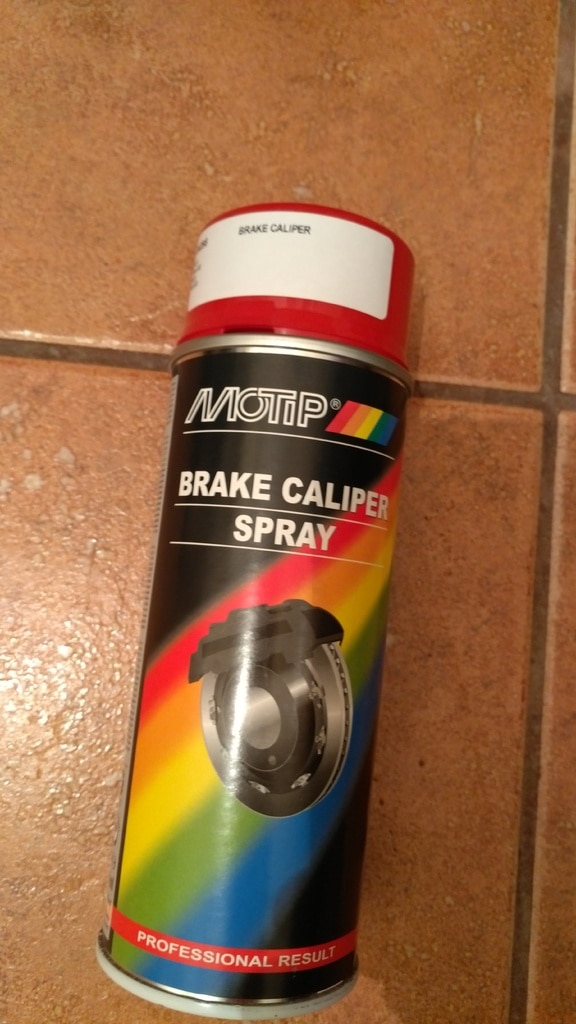 BRAKE CALIPER
MOTIP®
BRAKE CALIPER
SPRAY
PROFESSIONAL RESULT